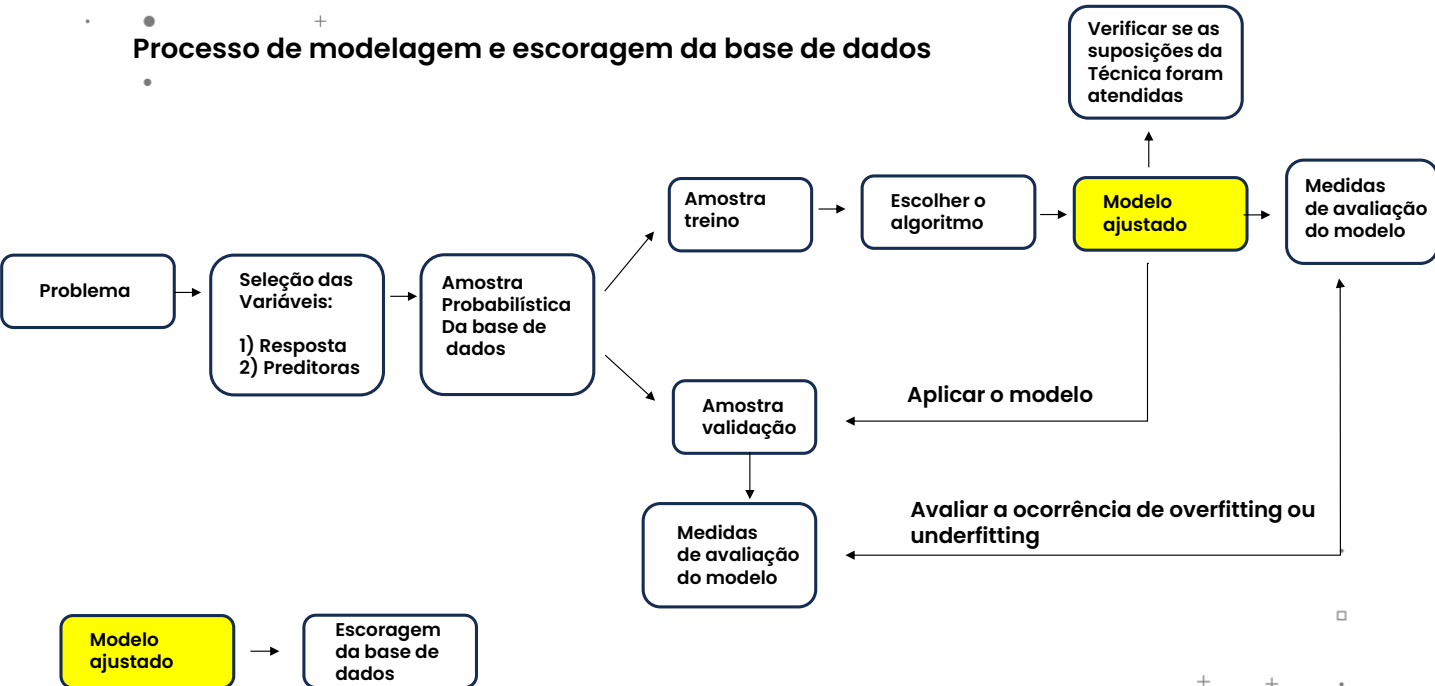 Processo de modelagem e escoragem da base de dados
Verificar se as
suposições da
Técnica foram
atendidas
Amostra
treino
Escolher o
algoritmo
Modelo
ajustado
Medidas
de avaliação
do modelo
Problema
Seleção das
Variáveis:
1) Resposta
2) Preditoras
Amostra
Probabilística
Da base de
dados
Amostra
validação
Aplicar o modelo
Medidas
de avaliação
do modelo
Avaliar a ocorrência de overfitting ou
underfitting
Modelo
ajustado
Escoragem
da base de
dados